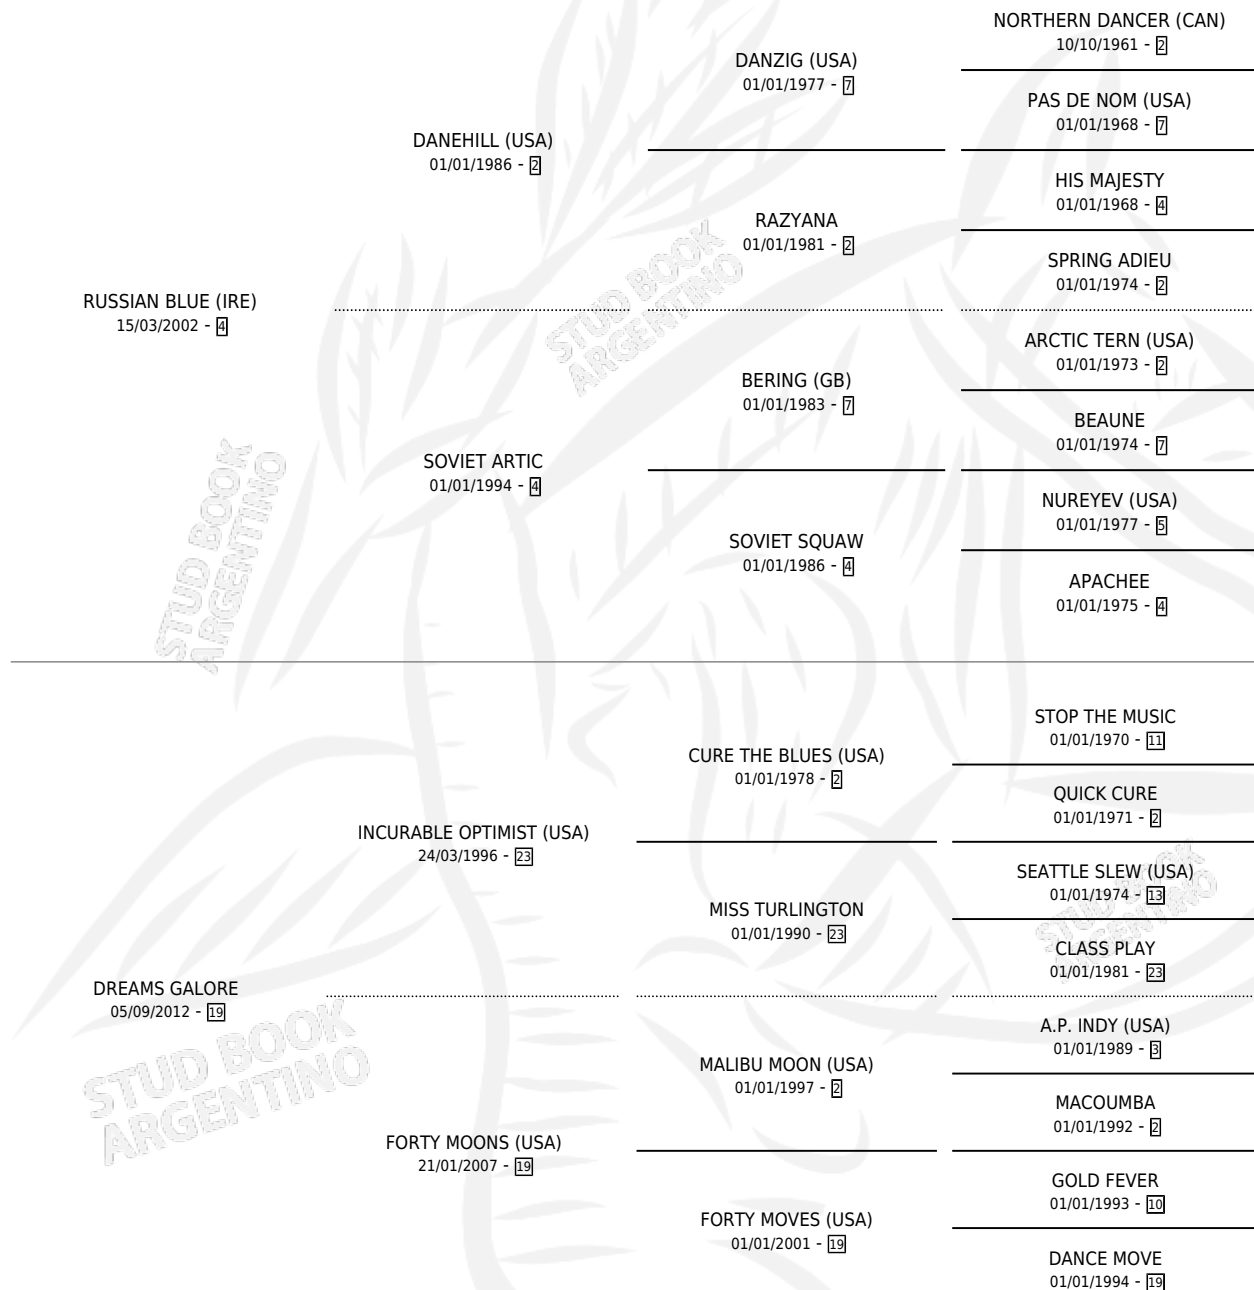 NORTHERN DANCER (CAN)
10/10/1961 - 2
DANZIG (USA)
01/01/1977 - 7
PAS DE NOM (USA)
01/01/1968 - 7
DANEHILL (USA)
01/01/1986 - 2
HIS MAJESTY
01/01/1968 - 4
RAZYANA
01/01/1981 - 2
SPRING ADIEU
01/01/1974 - 2
RUSSIAN BLUE (IRE)
15/03/2002 - 4
ARCTIC TERN (USA)
01/01/1973 - 2
BERING (GB)
01/01/1983 - 7
BEAUNE
01/01/1974 - 7
SOVIET ARTIC
01/01/1994 - 4
NUREYEV (USA)
01/01/1977 - 5
SOVIET SQUAW
01/01/1986 - 4
APACHEE
01/01/1975 - 4
STOP THE MUSIC
01/01/1970 - 11
CURE THE BLUES (USA)
01/01/1978 - 2
QUICK CURE
01/01/1971 - 2
INCURABLE OPTIMIST (USA)
24/03/1996 - 23
SEATTLE SLEW (USA)
01/01/1974 - 13
MISS TURLINGTON
01/01/1990 - 23
CLASS PLAY
01/01/1981 - 23
DREAMS GALORE
05/09/2012 - 19
A.P. INDY (USA)
01/01/1989 - 3
MALIBU MOON (USA)
01/01/1997 - 2
MACOUMBA
01/01/1992 - 2
FORTY MOONS (USA)
21/01/2007 - 19
GOLD FEVER
01/01/1993 - 10
FORTY MOVES (USA)
01/01/2001 - 19
DANCE MOVE
01/01/1994 - 19
STUD BOOK
ARGENTINO
STUD BOOK
ARGENTINO
STUD BOOK
ARGENTINO
STUD BOOK
ARGENTINO